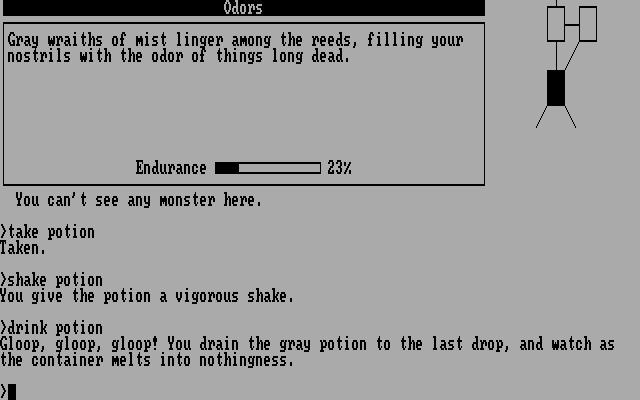 Odors
Gray wraiths of mist linger among the reeds, filling your
nostrils with the odor of things long dead.
Endurance 23%
You can't see any monster here.
>take potion
Taken.
>shake potion
You give the potion a vigorous shake.
>drink potion
Gloop, gloop, gloop! You drain the gray potion to the last drop, and watch as
the container melts into nothingness.
>